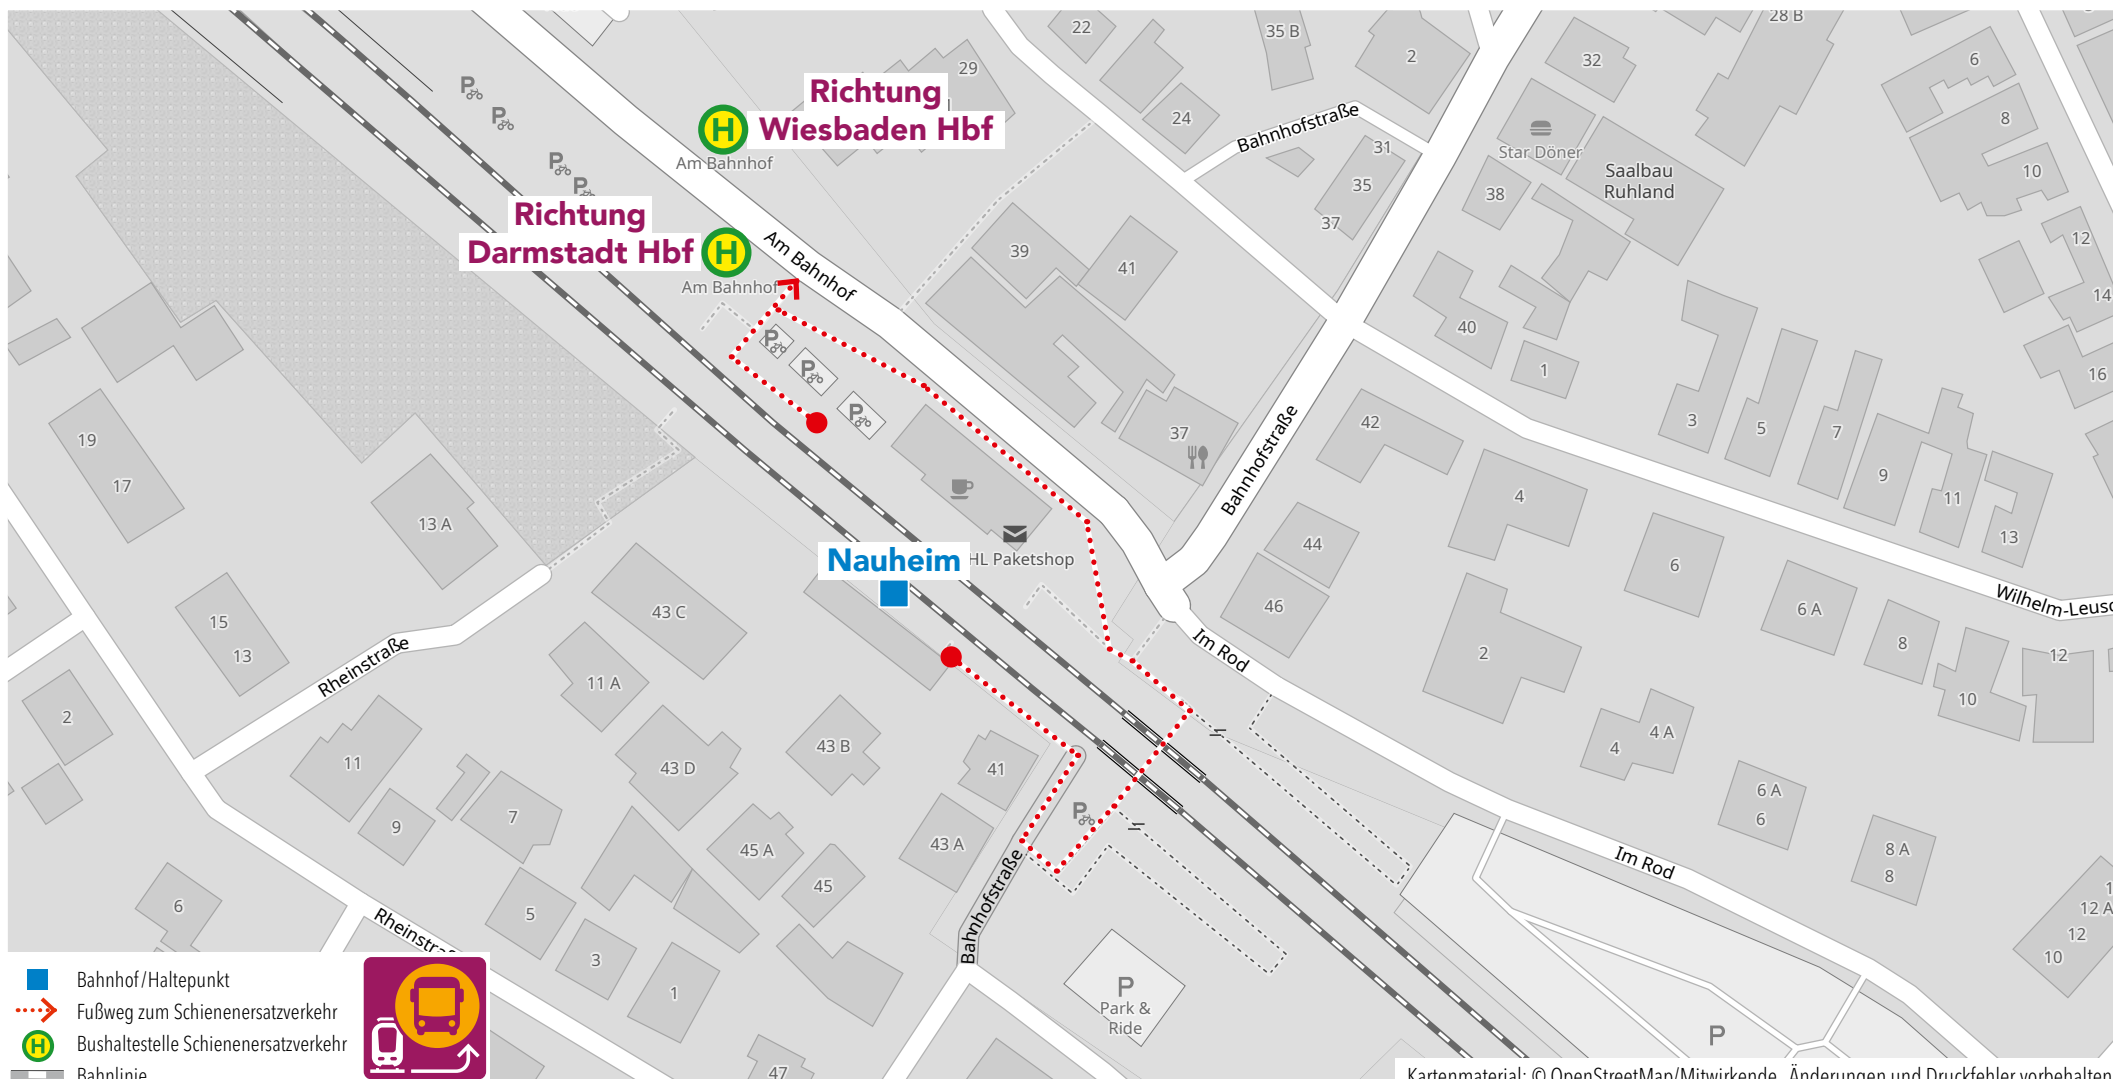 22
35 B
28 B
2
32
6
29
Richtung
Wiesbaden Hbf
H
Am Bahnhof
24
Bahnhofstraße
31
35
37
Star Döner
Saalbau
Ruhland
38
8
10
12
14
16
P
P
P
P
Richtung
Darmstadt Hbf
H
Am Bahnhof
Am Bahnhof
39
41
40
1
3
5
7
9
11
13
P
P
P
37
Bahnhofstraße
42
4
44
46
6
6 A
8
10
12
Wilhelm-Leusc
19
17
13 A
15
13
Nauheim
HL Paketshop
43 C
Im Rod
2
Rheinstraße
2
11 A
11
9
7
43 D
43 B
41
43 A
45 A
45
P
4
4 A
6 A
6
8 A
8
Im Rod
12 A
12
10
6
5
3
1
47
Rheinstra
Bahnhofstraße
P
Park &
Ride
P
Bahnhof/Haltepunkt
Fußweg zum Schienenersatzverkehr
H
Bushaltestelle Schienenersatzverkehr
Bahnlinie
Kartenmaterial: © OpenStreetMap/Mitwirkende, Änderungen und Druckfehler vorbehalten